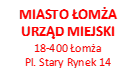 MIASTO ŁOMŻA
URZĄD MIEJSKI
18-400 Łomża
Pl. Stary Rynek 14